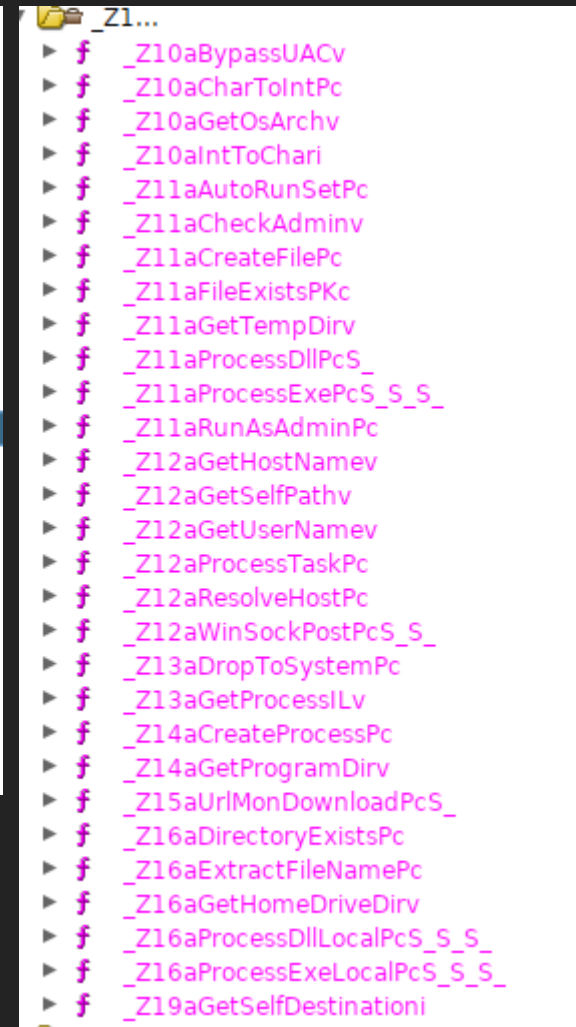 _Z1...
_Z10aBypassUACv
_Z10aCharToIntPc
_Z10aGetOsArchv
_Z10aIntToChari
_Z11aAutoRunSetPc
_Z11aCheckAdminv
_Z11aCreateFilePc
_Z11aFileExistsPKc
_Z11aGetTempDirv
_Z11aProcessDllPcS_
_Z11aProcessExePcS_S_S_
_Z11aRunAsAdminPc
_Z12aGetHostNamev
_Z12aGetSelfPathv
_Z12aGetUserNamev
_Z12aProcessTaskPc
_Z12aResolveHostPc
_Z12aWinSockPostPcS_S_
_Z13aDropToSystemPc
_Z13aGetProcessILv
_Z14aCreateProcessPc
_Z14aGetProgramDirv
_Z15aUrlMonDownloadPcS_
_Z16aDirectoryExistsPc
_Z16aExtractFileNamePc
_Z16aGetHomeDriveDirv
_Z16aProcessDllLocalPcS_S_S_
_Z16aProcessExeLocalPcS_S_S_
_Z19aGetSelfDestinationi